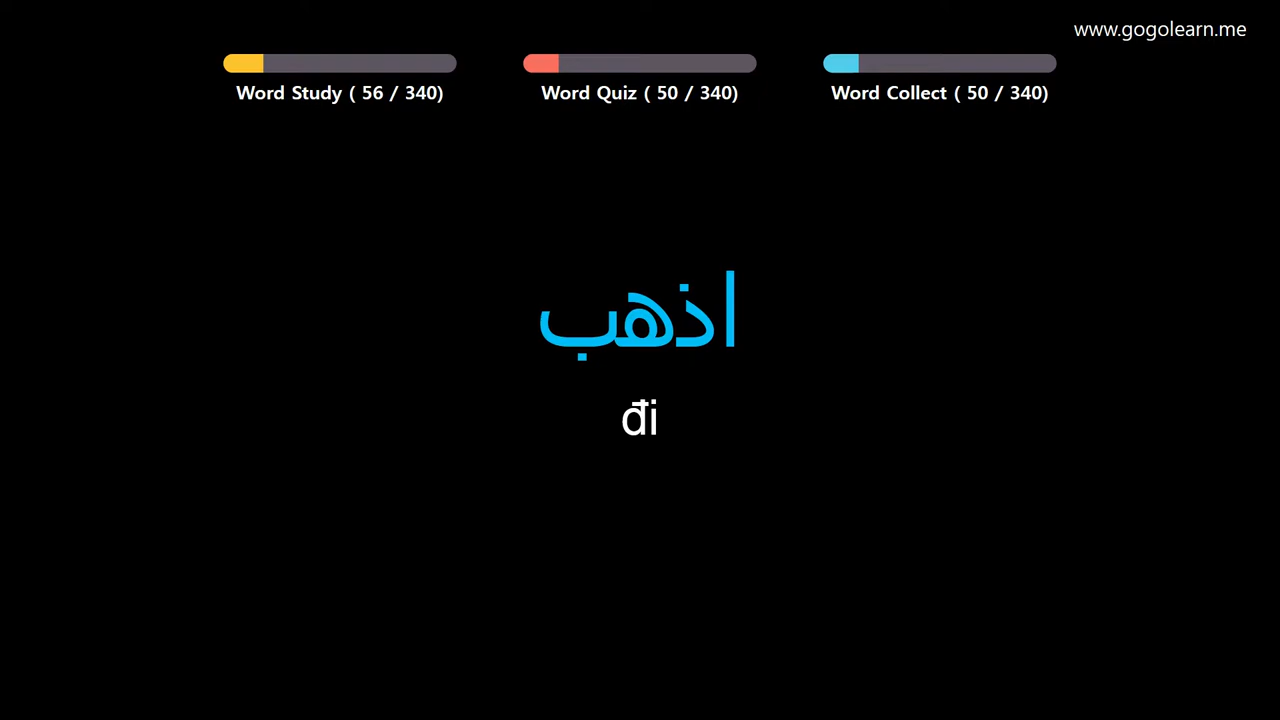 www.gogolearn.me
Word Study ( 56 / 340)
Word Quiz ( 50 / 340)
Word Collect ( 50 / 340)
اذهب
đi